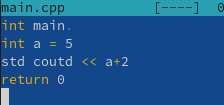 main.cpp [----] 0
int main.
int a = 5
std coutd << a+2
return 0